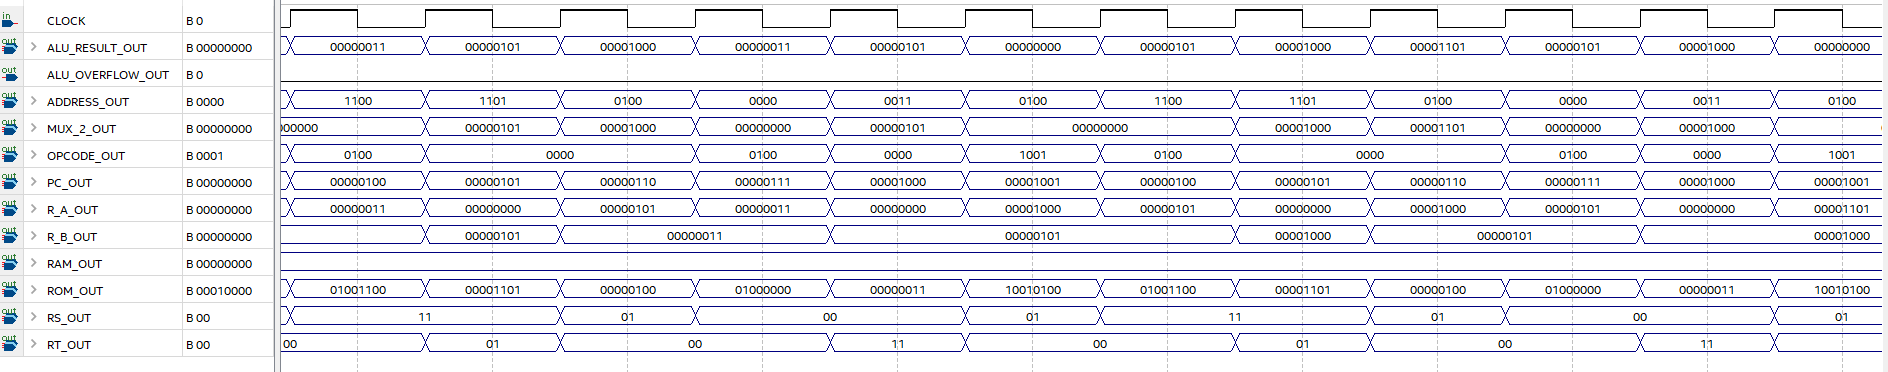 in CLOCK B 0
out ALU_RESULT_OUT B 00000000 00000011 00000101 00001000 00000011 00000101 00000000 00000101 00001000 00001101 00000101 00001000 00000000
out ALU_OVERFLOW_OUT B 0
out ADDRESS_OUT B 0000 1100 1101 0100 0000 0011 0100 1100 1101 0100 0000 0011 0100
out MUX_2_OUT B 00000000 00000 00000101 00001000 00000000 00000101 00000000 00001000 00001101 00000000 00001000
out OPCODE_OUT B 0001 0100 0000 0100 0000 1001 0100 0000 0100 0000 1001
out PC_OUT B 00000000 00000100 00000101 00000110 00000111 00001000 00001001 00000100 00000101 00000110 00000111 00001000 00001001
out R_A_OUT B 00000000 00000011 00000000 00000101 00000011 00000000 00001000 00000101 00000000 00001000 00000101 00000000 00001101
out R_B_OUT B 00000000 00000101 00000011 00000101 00001000 00000101 00001000
out RAM_OUT B 00000000
out ROM_OUT B 00010000 01001100 00001101 00000100 01000000 00000011 10010100 01001100 00001101 00000100 01000000 00000011 10010100
out RS_OUT B 00 11 01 00 01 11 01 00 01
out RT_OUT B 00 00 01 00 11 00 01 00 11